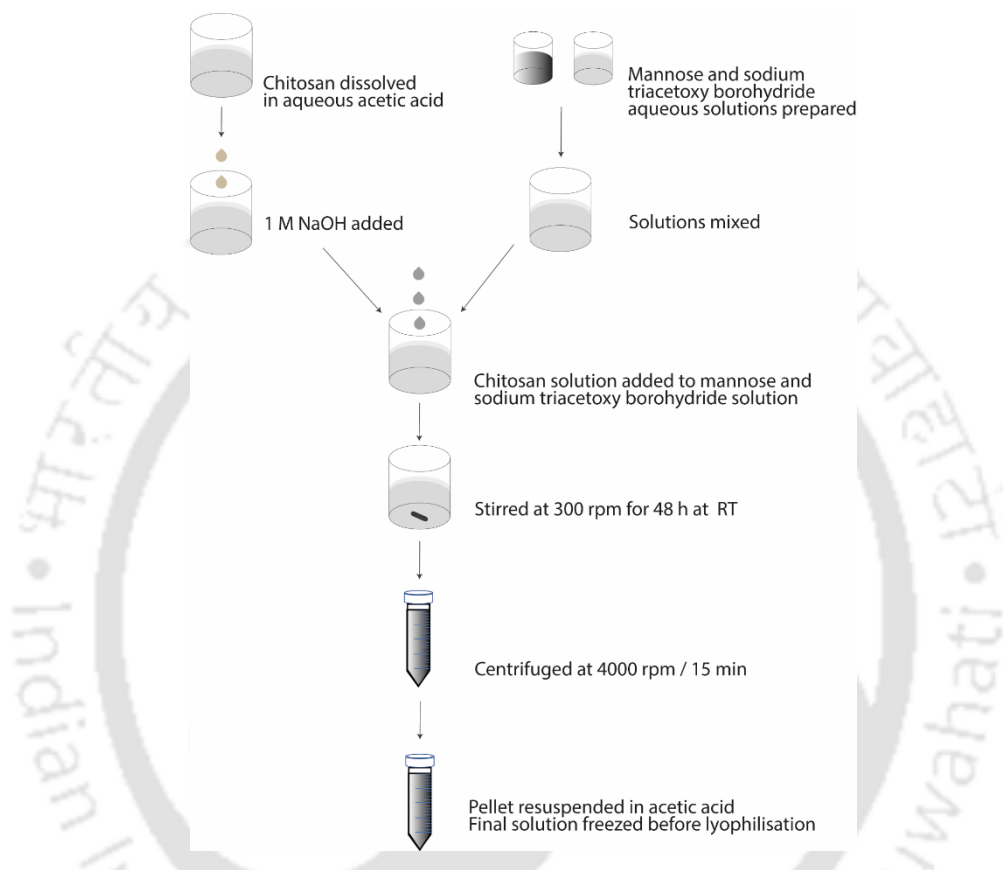 Chitosan dissolved
in aqueous acetic acid
Mannose and sodium
triacetoxy borohydride
aqueous solutions prepared
1 M NaOH added
Solutions mixed
Chitosan solution added to mannose and
sodium triacetoxy borohydride solution
Stirred at 300 rpm for 48 h at RT
Centrifuged at 4000 rpm / 15 min
Pellet resuspended in acetic acid
Final solution freezed before lyophilisation
Indian